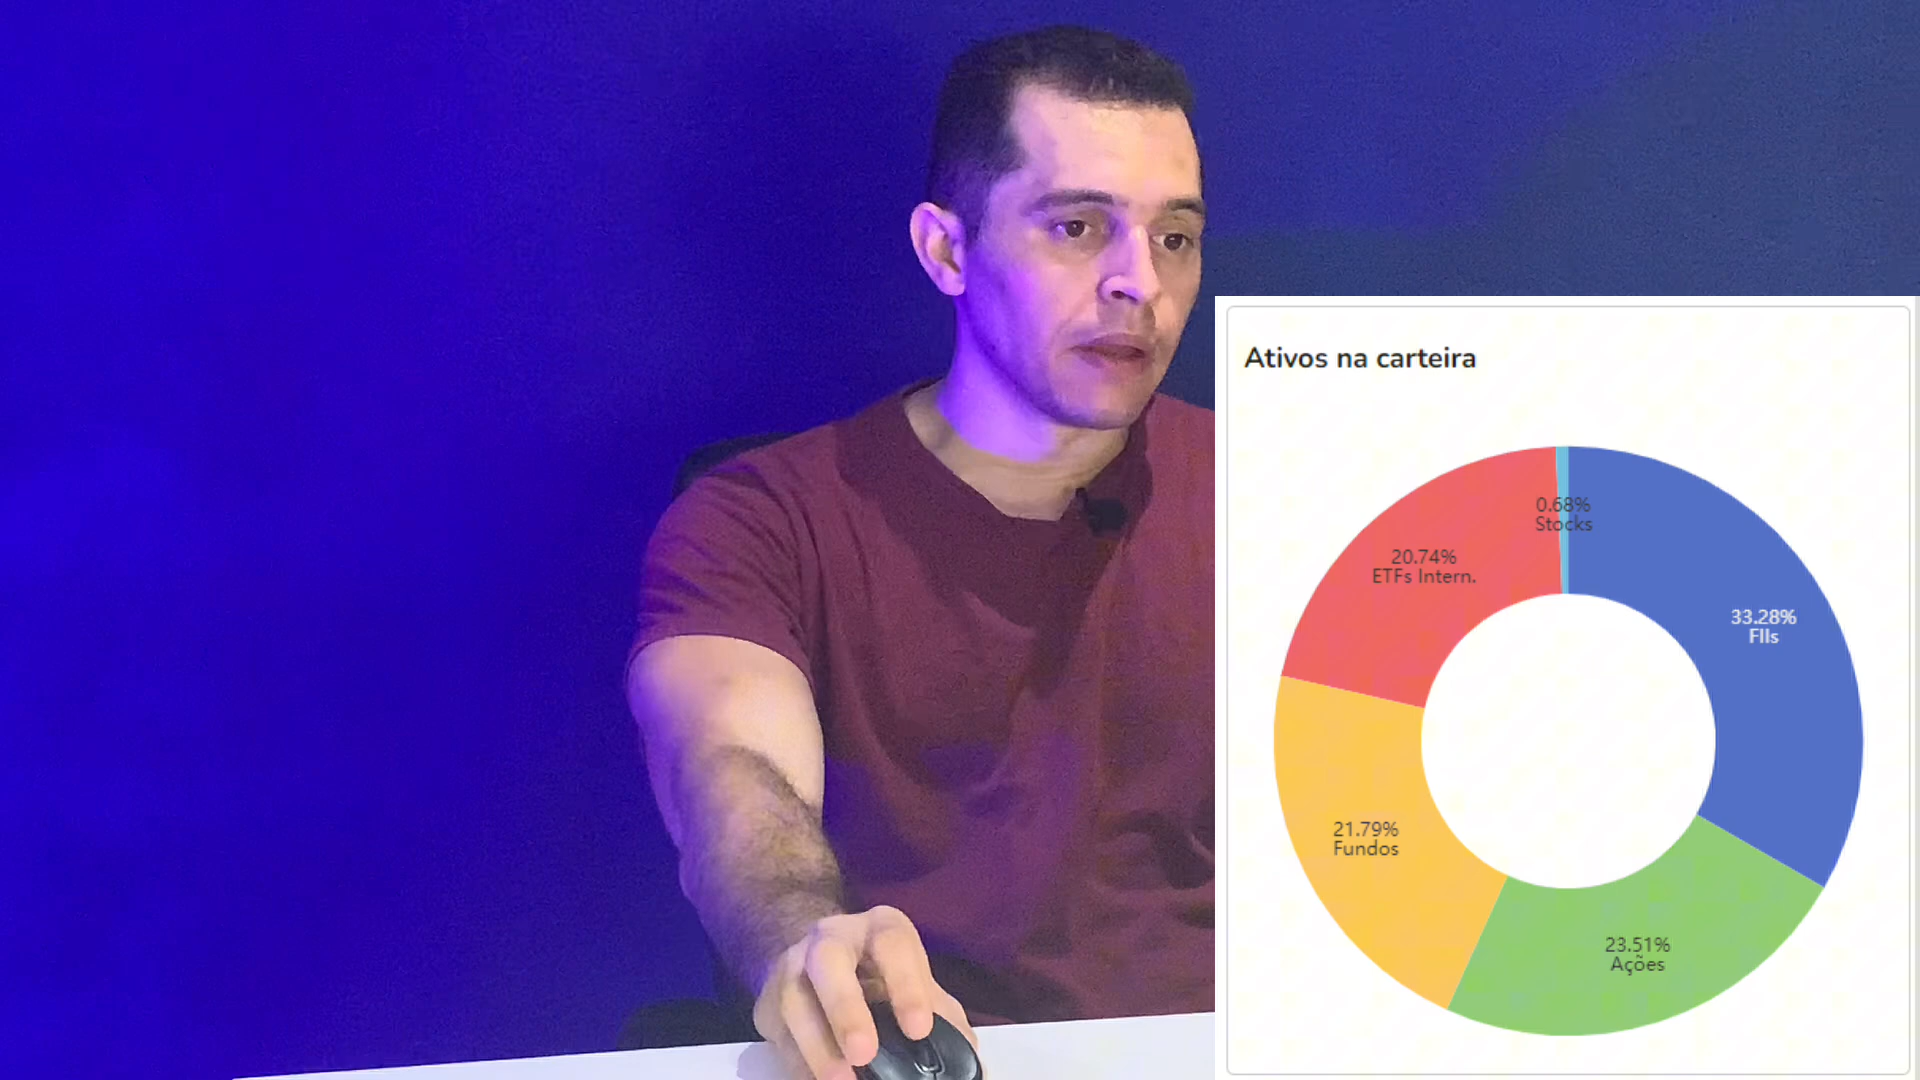 Ativos na carteira
0.68%
Stocks
20.74%
ETFs Intern.
33.28%
FIIs
21.79%
Fundos
23.51%
Ações